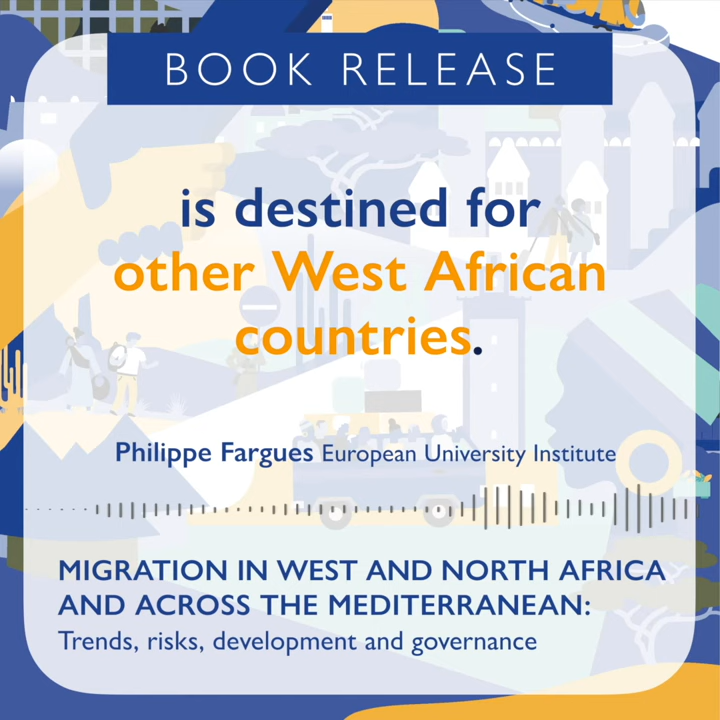 BOOK RELEASE
is destined for
other West African
countries.
Philippe Fargues European University Institute
MIGRATION IN WEST AND NORTH AFRICA
AND ACROSS THE MEDITERRANEAN:
Trends, risks, development and governance